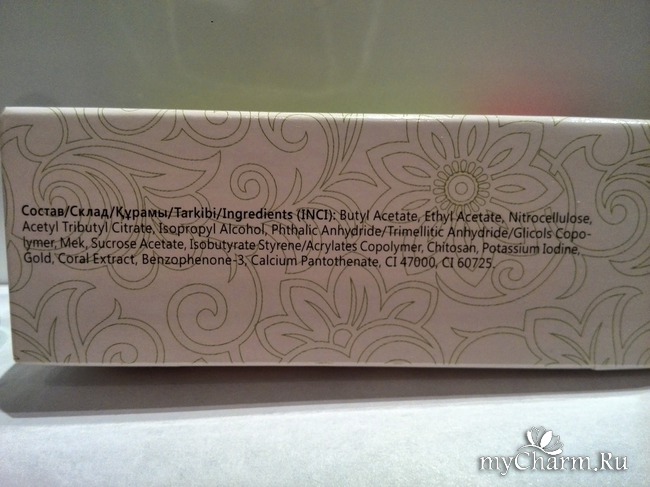 Состав/Склад/Құрамы/Tarkibi/Ingredients (INCI): Butyl Acetate, Ethyl Acetate, Nitrocellulose,
Acetyl Tributyl Citrate, Isopropyl Alcohol, Phthalic Anhydride/Trimellitic Anhydride/Glicols Copo-
lymer, Mek, Sucrose Acetate, Isobutyrate Styrene/Acrylates Copolymer, Chitosan, Potassium Iodine,
Gold, Coral Extract, Benzophenone-3, Calcium Pantothenate, CI 47000, CI 60725.
myCharm.Ru